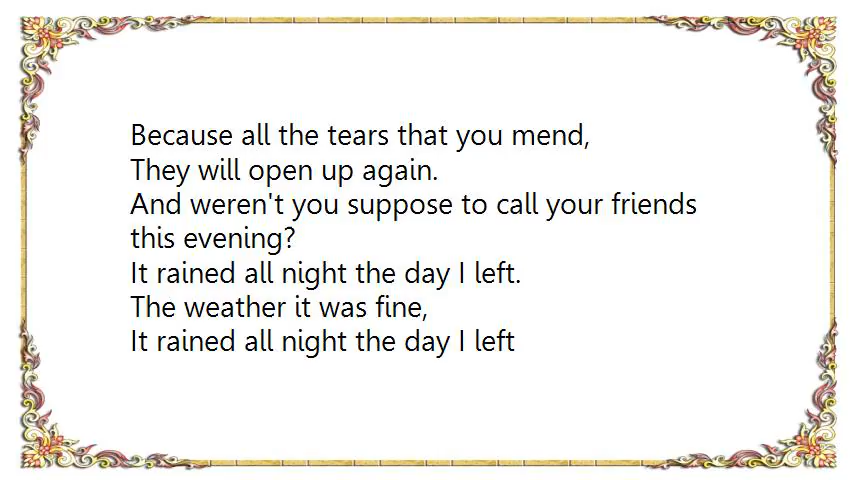 Because all the tears that you mend,
They will open up again.
And weren't you suppose to call your friends
this evening?
It rained all night the day I left.
The weather it was fine,
It rained all night the day I left